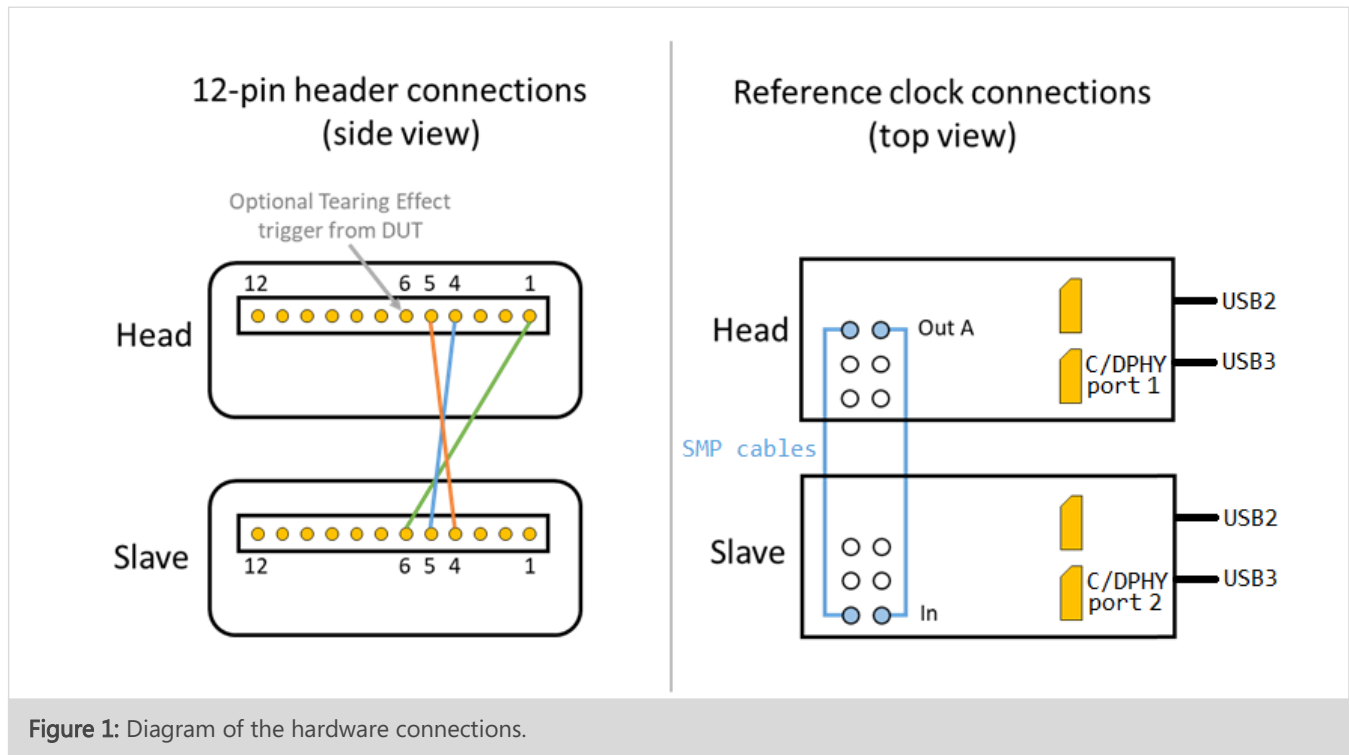 12-pin header connections
(side view)
Optional Tearing Effect
trigger from DUT
12 6 5 4 1
Head
Slave
12 6 5 4 1
Reference clock connections
(top view)
Head
Out A
C/DPHY
port 1
USB2
USB3
SMP cables
Slave
In
C/DPHY
port 2
USB2
USB3
Figure 1: Diagram of the hardware connections.